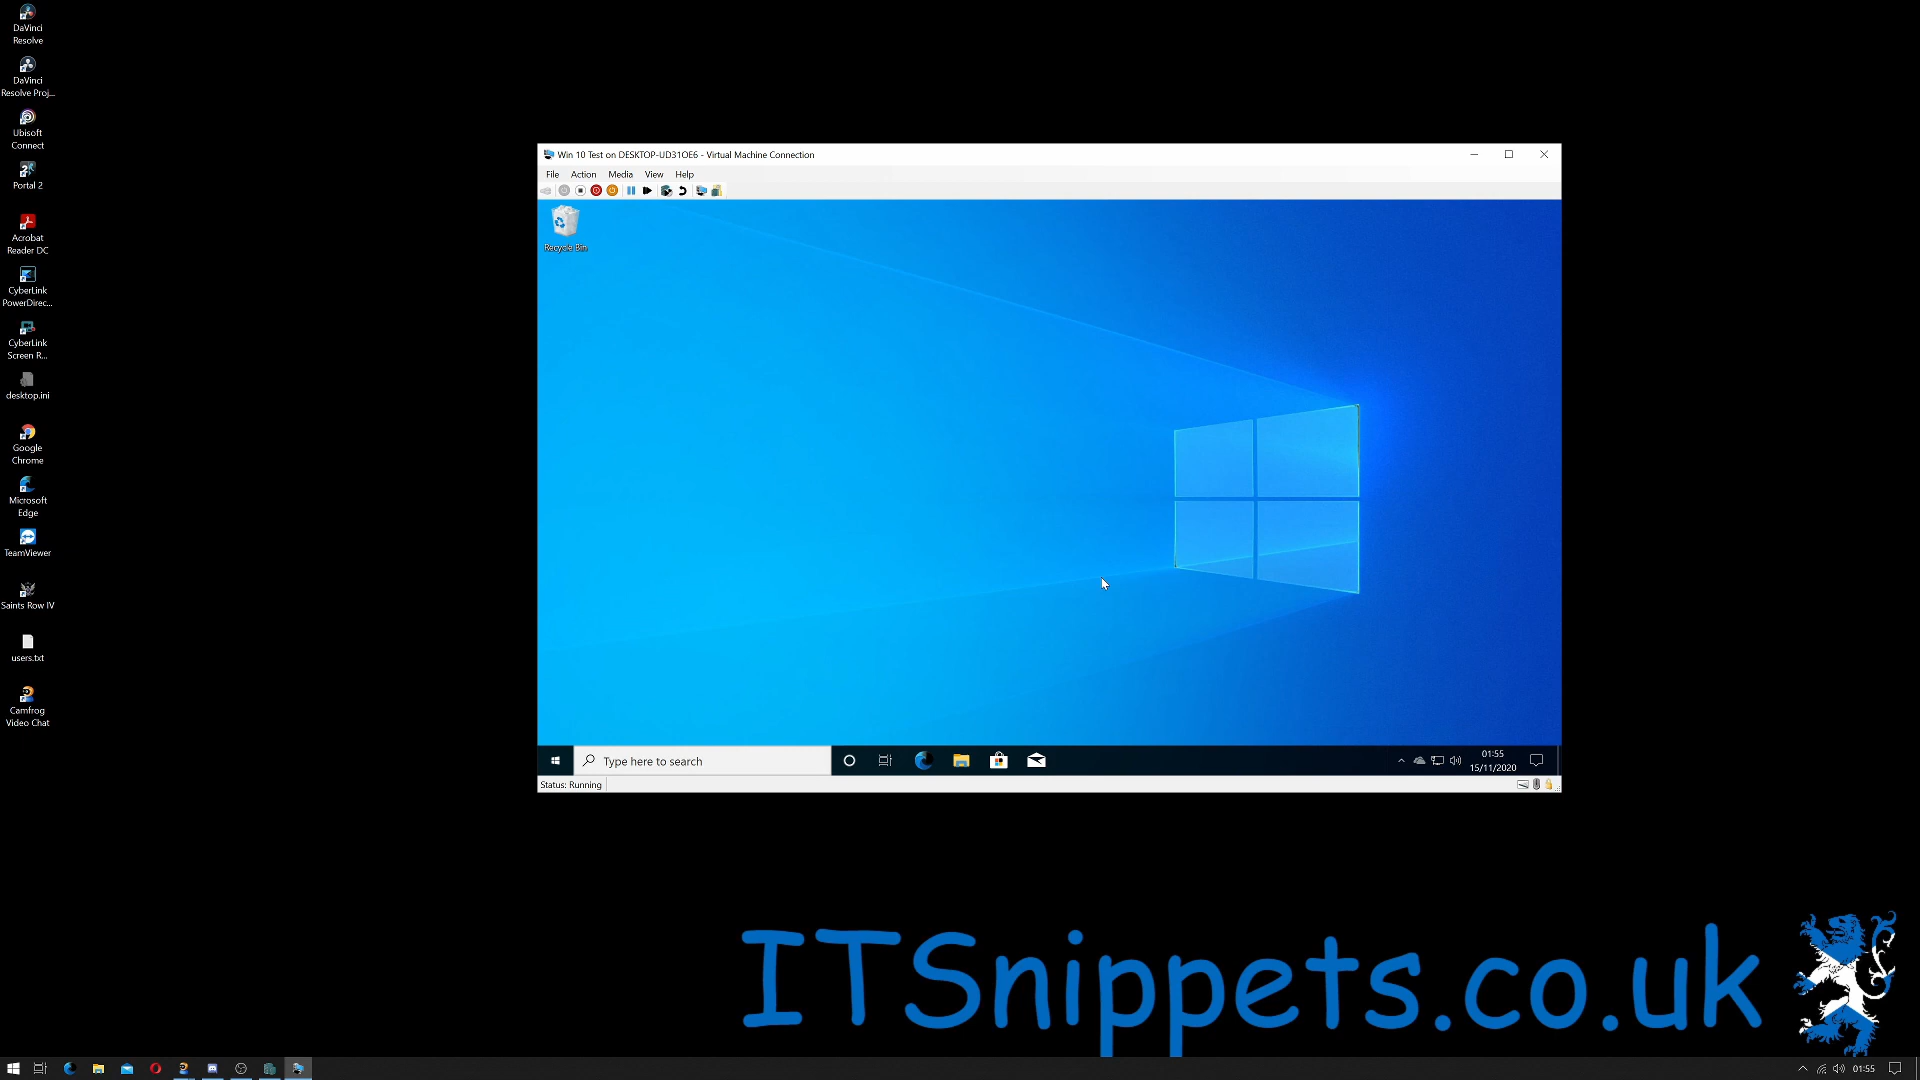 DaVinci
Resolve
DaVinci
Resolve Proj...
Ubisoft
Connect
Portal 2
Acrobat
Reader DC
CyberLink
PowerDirec...
CyberLink
Screen R...
desktop.ini
Google
Chrome
Microsoft
Edge
TeamViewer
Saints Row IV
users.txt
Camfrog
Video Chat
Win 10 Test on DESKTOP-UD31OE6 - Virtual Machine Connection
File Action Media View Help
Recycle Bin
Type here to search
01:55
15/11/2020
Status: Running
ITSnippets.co.uk
01:55